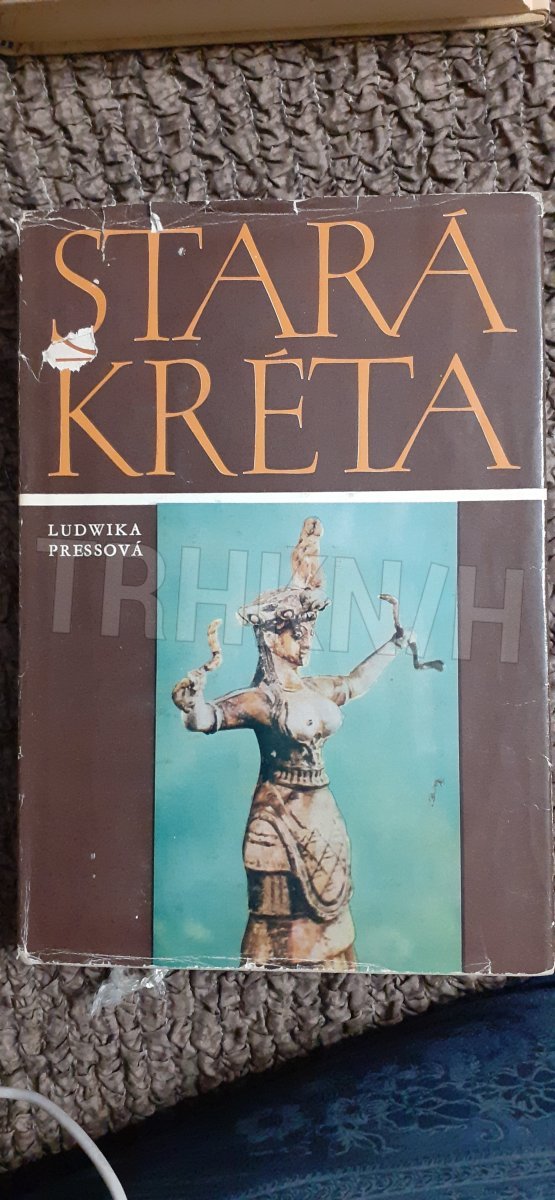 STARÁ
KRÉTA
LUDWIKA
PRESSOVÁ
TRHKNIH